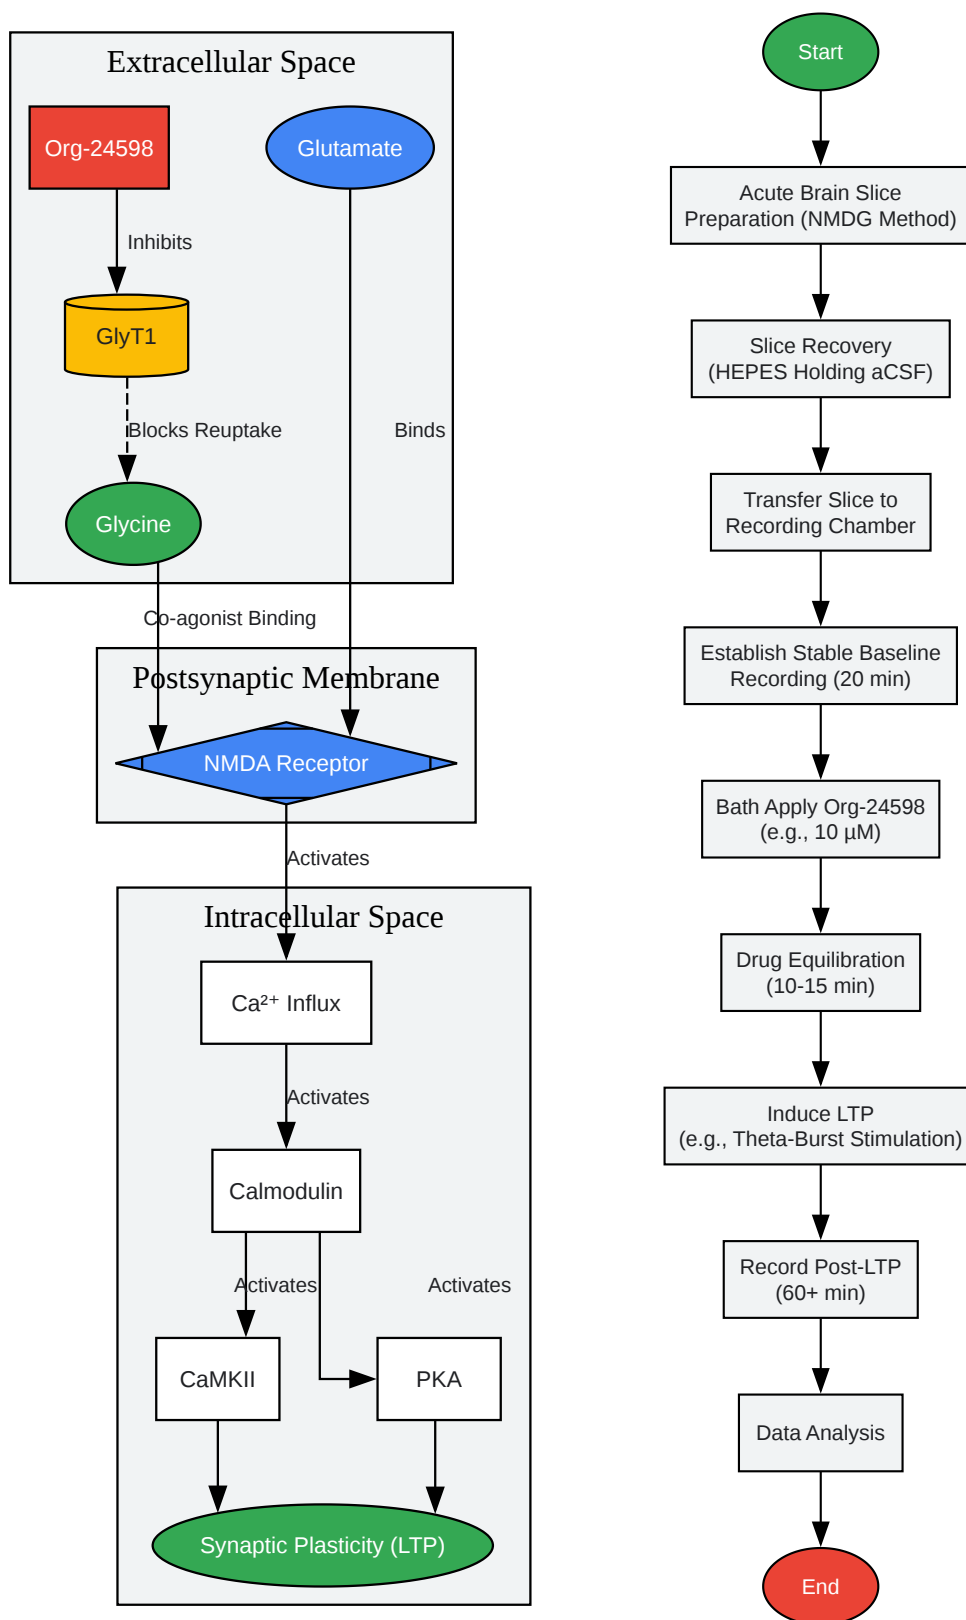 Extracellular Space
Org-24598
Glutamate
Inhibits
GlyT1
Blocks Reuptake
Binds
Glycine
Co-agonist Binding
Postsynaptic Membrane
NMDA Receptor
Activates
Intracellular Space
Ca²⁺ Influx
Activates
Calmodulin
Activates
Activates
CaMKII
PKA
Synaptic Plasticity (LTP)
Start
Acute Brain Slice
Preparation (NMDG Method)
Slice Recovery
(HEPES Holding aCSF)
Transfer Slice to
Recording Chamber
Establish Stable Baseline
Recording (20 min)
Bath Apply Org-24598
(e.g., 10 µM)
Drug Equilibration
(10-15 min)
Induce LTP
(e.g., Theta-Burst Stimulation)
Record Post-LTP
(60+ min)
Data Analysis
End